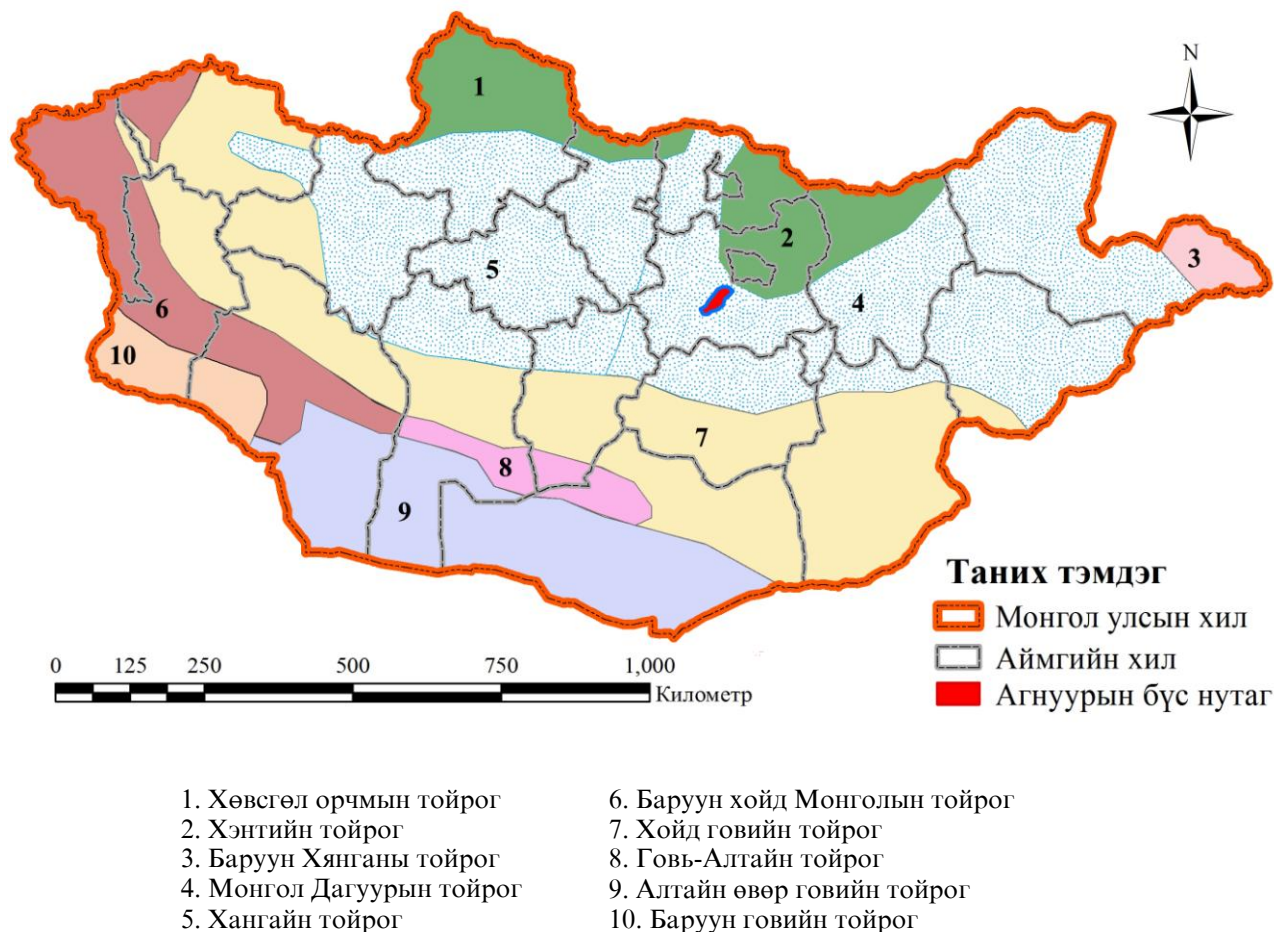 N
1
2
3
4
5
6
7
8
9
10
Таних тэмдэг
Монгол улсын хил
Аймгийн хил
Агнуурын бүс нутаг
0 125 250 500 750 1,000
Километр
1. Хөвсгөл орчмын тойрог
2. Хэнтийн тойрог
3. Баруун Хянганы тойрог
4. Монгол Дагуурын тойрог
5. Хангайн тойрог
6. Баруун хойд Монголын тойрог
7. Хойд говийн тойрог
8. Говь-Алтайн тойрог
9. Алтайн өвөр говийн тойрог
10. Баруун говийн тойрог